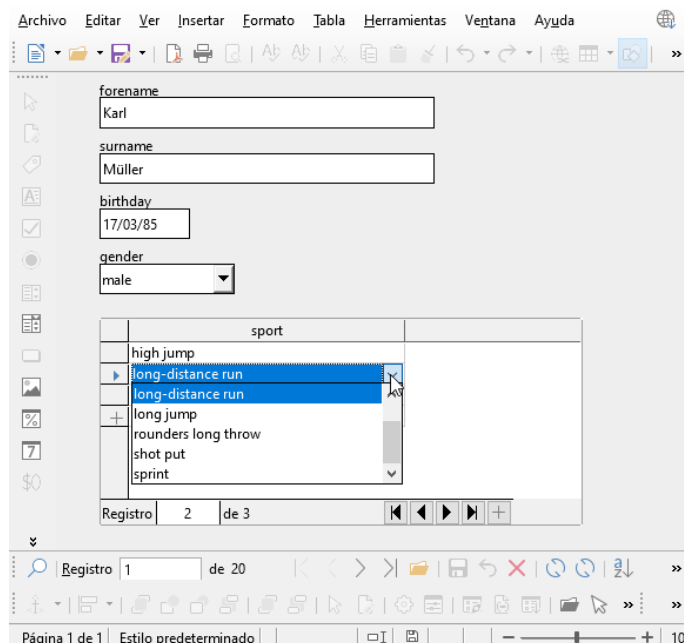 Archivo Editar Ver Insertar Formato Tabla Herramientas Ventana Ayuda
forename
Karl
surname
Müller
birthday
17/03/85
gender
male
sport
high jump
long-distance run
long-distance run
long jump
rounders long throw
shot put
sprint
Registro 2 de 3
Registro 1 de 20
Página 1 de 1 Estilo predeterminado 10